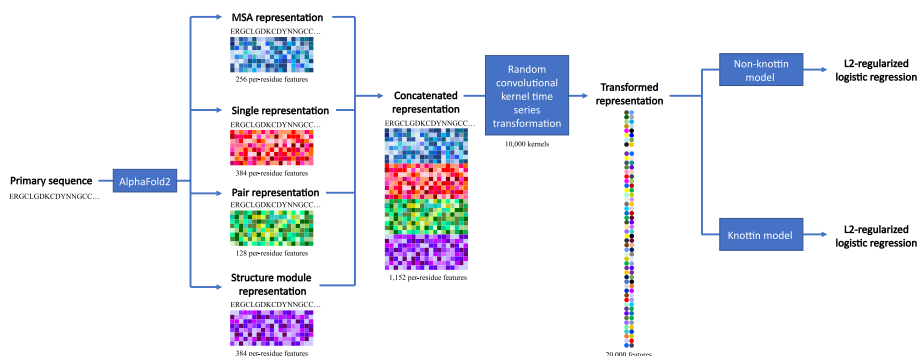 Primary sequence
ERGCLGDKCDYNNGCC…
AlphaFold2
MSA representation
ERGCLGDKCDYNNGCC…
256 per-residue features
Single representation
ERGCLGDKCDYNNGCC…
384 per-residue features
Pair representation
ERGCLGDKCDYNNGCC…
128 per-residue features
Structure module
representation
ERGCLGDKCDYNNGCC…
384 per-residue features
Concatenated
representation
ERGCLGDKCDYNNGCC…
1,152 per-residue features
Random
convolutional
kernel time
series
transformation
10,000 kernels
Transformed
representation
20,000 features
Non-knottin
model
L2-regularized
logistic regression
Knottin model
L2-regularized
logistic regression